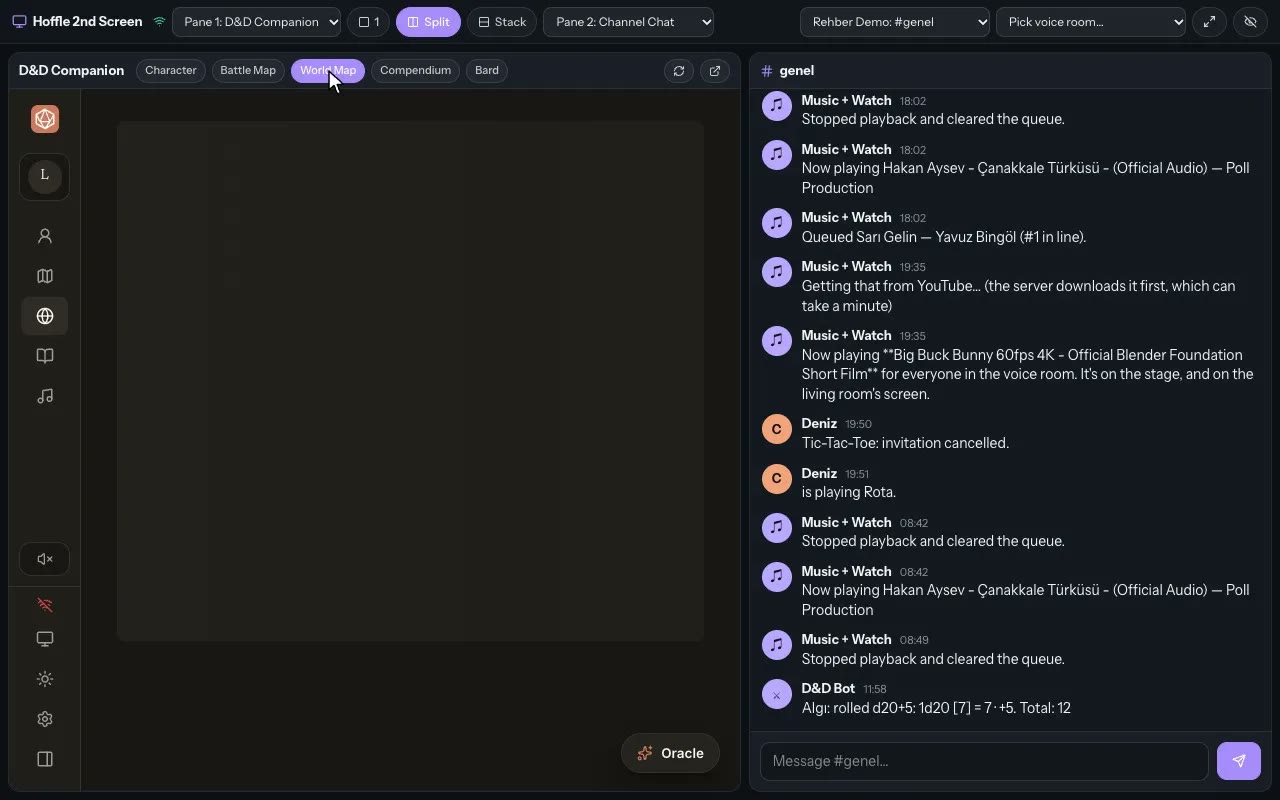 Hoffle 2nd Screen
Pane 1: D&D Companion
1
Split
Stack
Pane 2: Channel Chat
Rehber Demo: #genel
Pick voice room...
D&D Companion
Character
Battle Map
World Map
Compendium
Bard
L
Oracle
# genel
Music + Watch 18:02
Stopped playback and cleared the queue.
Music + Watch 18:02
Now playing Hakan Aysev - Çanakkale Türküsü - (Official Audio) — Poll
Production
Music + Watch 18:02
Queued Sarı Gelin — Yavuz Bingöl (#1 in line).
Music + Watch 19:35
Getting that from YouTube... (the server downloads it first, which can
take a minute)
Music + Watch 19:35
Now playing **Big Buck Bunny 60fps 4K - Official Blender Foundation
Short Film** for everyone in the voice room. It's on the stage, and on the
living room's screen.
C
Deniz 19:50
Tic-Tac-Toe: invitation cancelled.
C
Deniz 19:51
is playing Rota.
Music + Watch 08:42
Stopped playback and cleared the queue.
Music + Watch 08:42
Now playing Hakan Aysev - Çanakkale Türküsü - (Official Audio) — Poll
Production
Music + Watch 08:49
Stopped playback and cleared the queue.
D&D Bot 11:58
Algı: rolled d20+5: 1d20 [7] = 7 · +5. Total: 12
Message #genel...